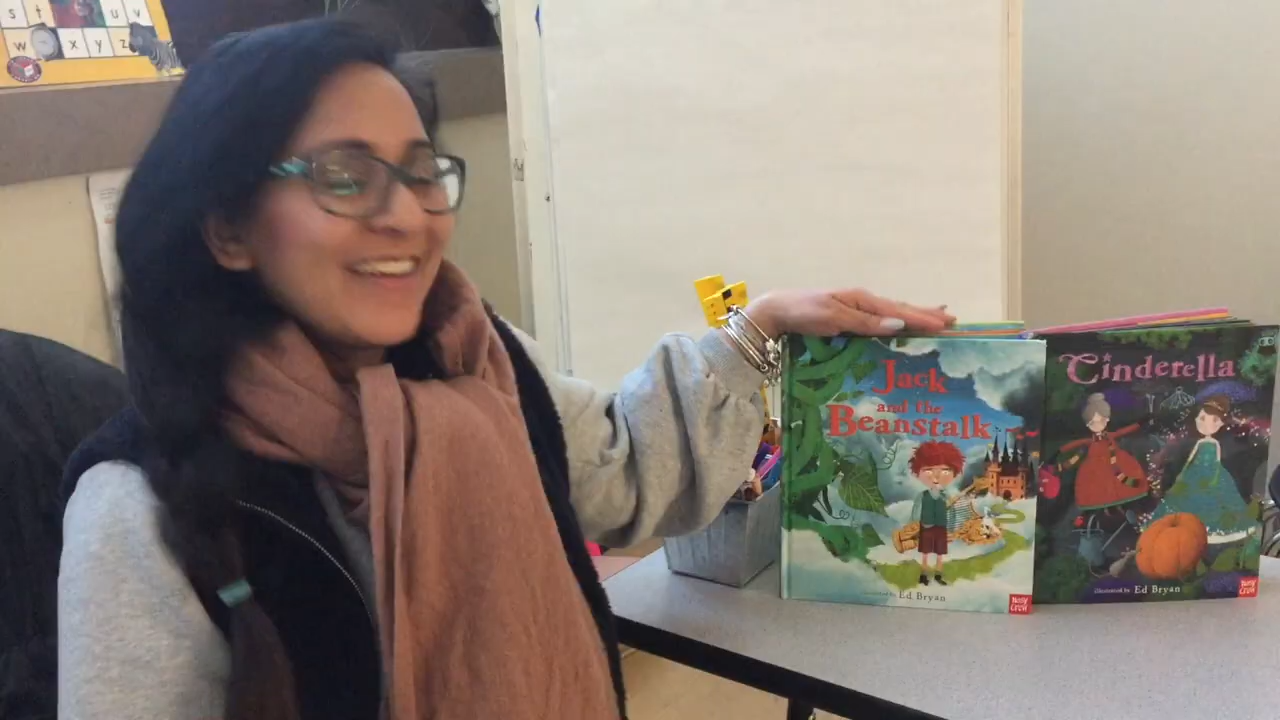 s t u v
w x y z
Jack
and the
Beanstalk
Ed Bryan
Nosy
Crow
Cinderella
illustrated by Ed Bryan
Nosy
Crow